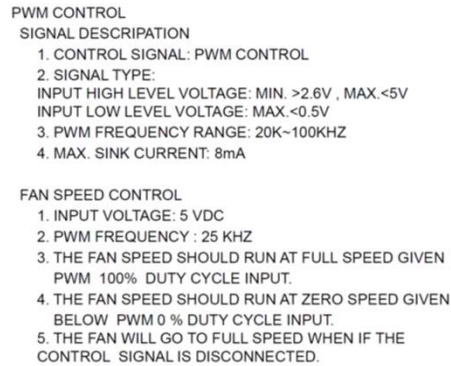 PWM CONTROL
SIGNAL DESCRIPATION
1. CONTROL SIGNAL: PWM CONTROL
2. SIGNAL TYPE:
INPUT HIGH LEVEL VOLTAGE: MIN. >2.6V , MAX.<5V
INPUT LOW LEVEL VOLTAGE: MAX.<0.5V
3. PWM FREQUENCY RANGE: 20K~100KHZ
4. MAX. SINK CURRENT: 8mA
FAN SPEED CONTROL
1. INPUT VOLTAGE: 5 VDC
2. PWM FREQUENCY : 25 KHZ
3. THE FAN SPEED SHOULD RUN AT FULL SPEED GIVEN
PWM 100% DUTY CYCLE INPUT.
4. THE FAN SPEED SHOULD RUN AT ZERO SPEED GIVEN
BELOW PWM 0 % DUTY CYCLE INPUT.
5. THE FAN WILL GO TO FULL SPEED WHEN IF THE
CONTROL SIGNAL IS DISCONNECTED.